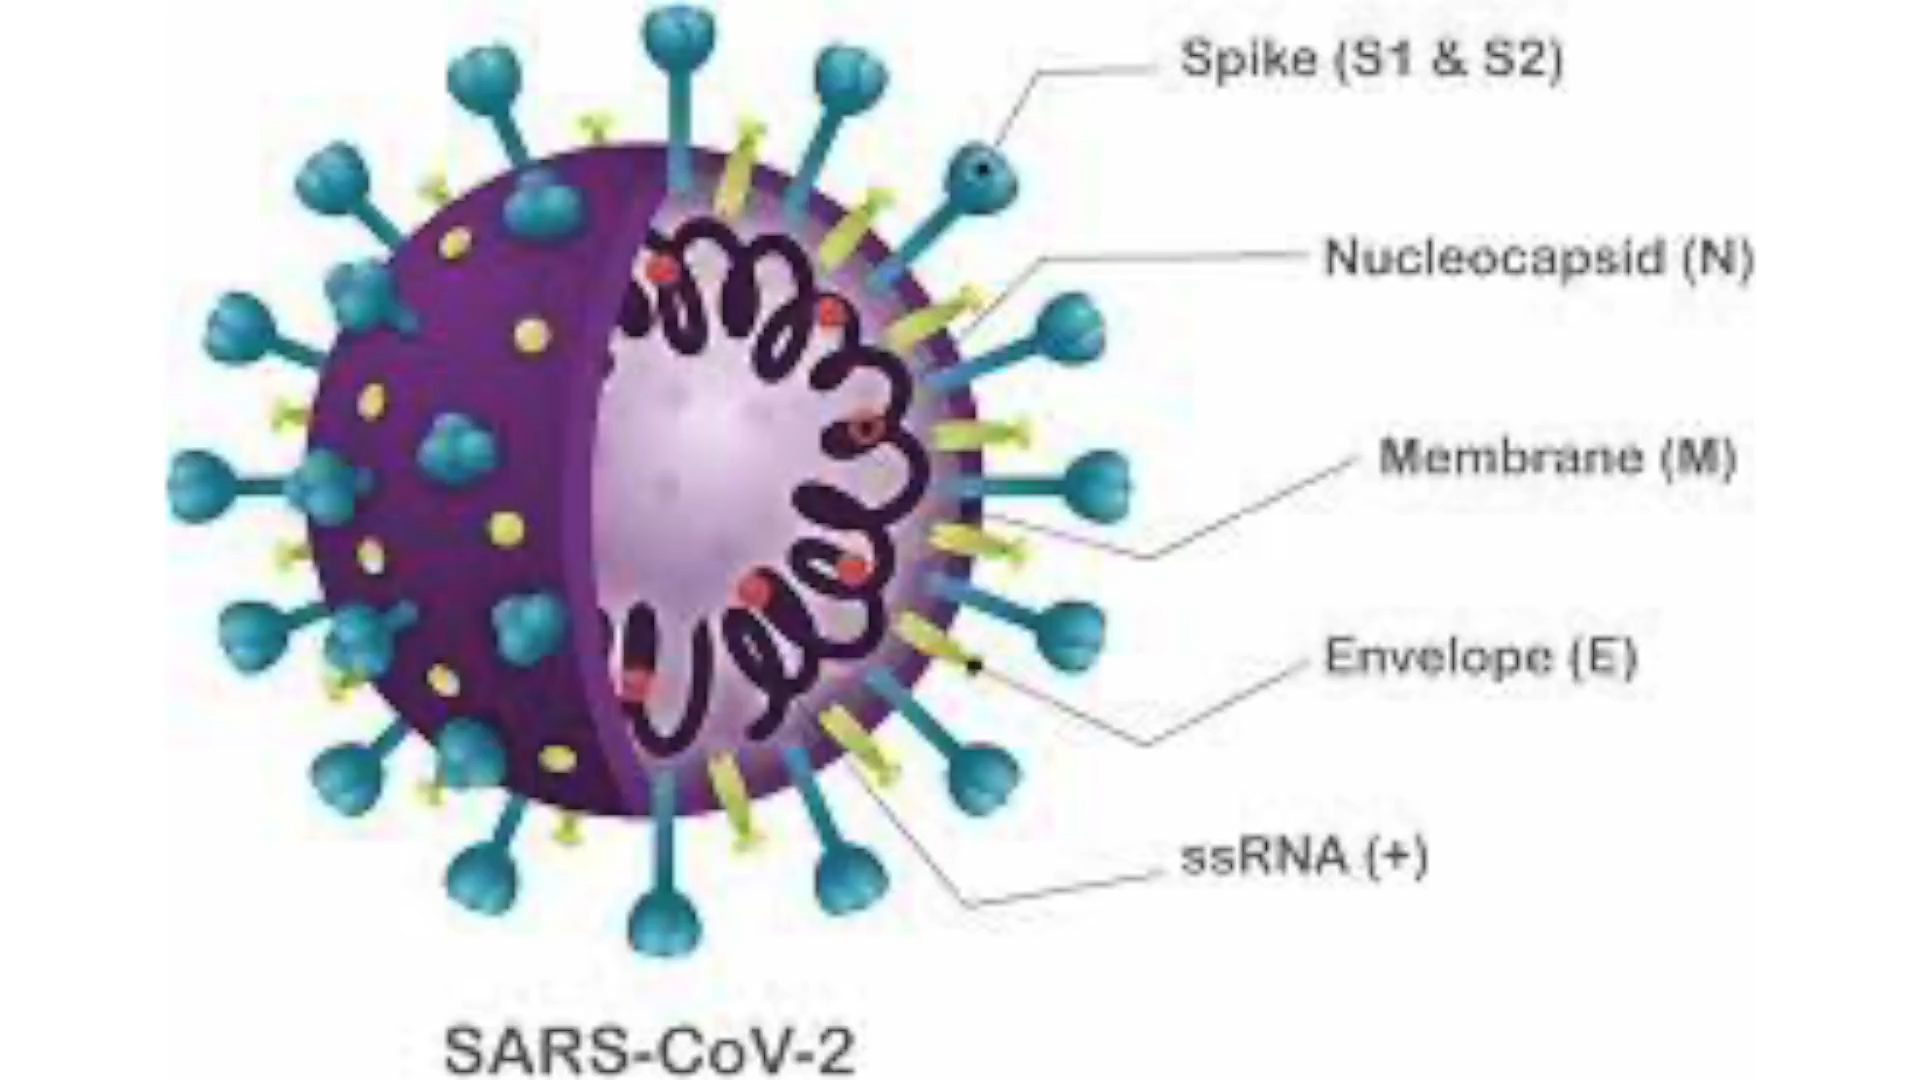 Spike (S1 & S2)
Nucleocapsid (N)
Membrane (M)
Envelope (E)
ssRNA (+)
SARS-CoV-2